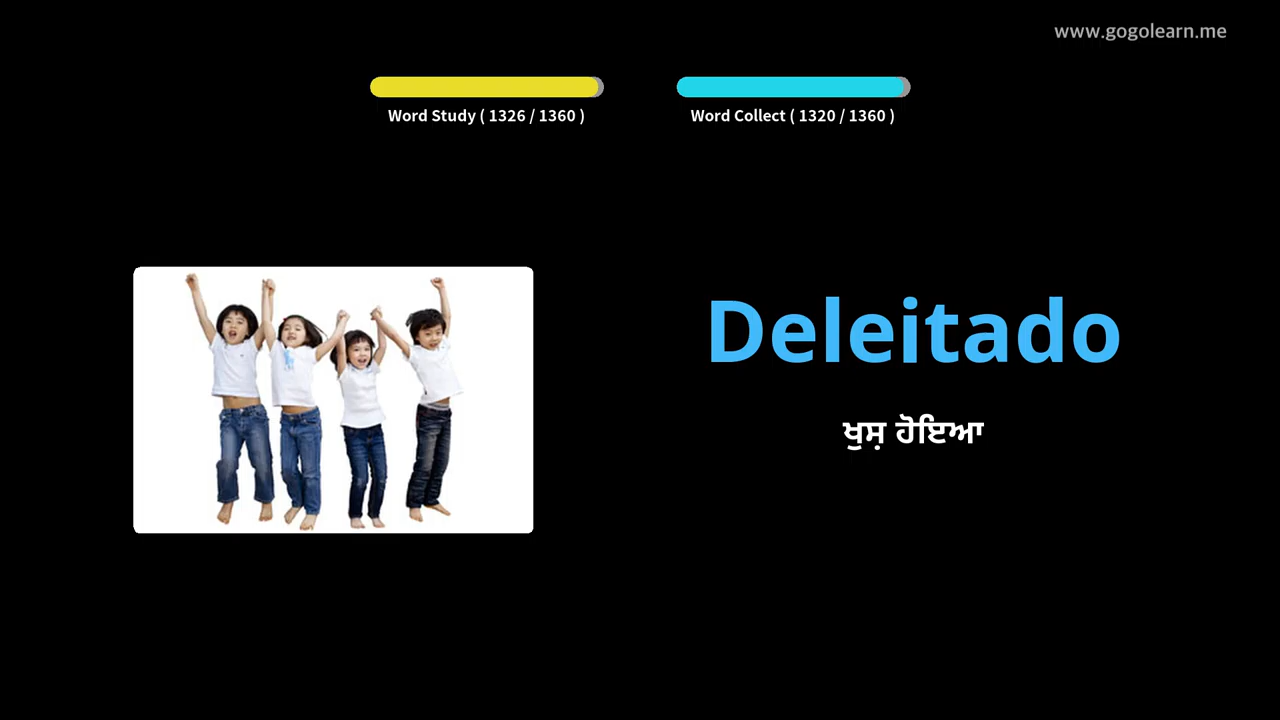 www.gogolearn.me
Word Study ( 1326 / 1360 )
Word Collect ( 1320 / 1360 )
Deleitado
ਖੁਸ਼ ਹੋਇਆ